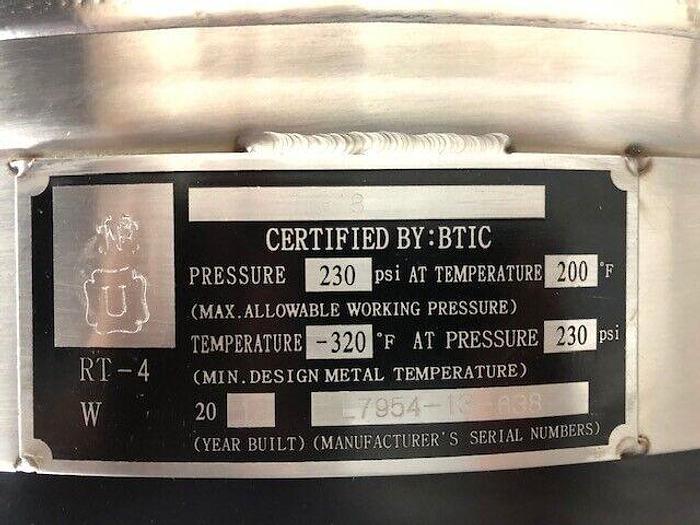 CERTIFIED BY:BTIC
PRESSURE 230 psi AT TEMPERATURE 200 °F
(MAX.ALLOWABLE WORKING PRESSURE)
TEMPERATURE -320 °F AT PRESSURE 230 psi
(MIN.DESIGN METAL TEMPERATURE)
U
RT-4
W
20
(YEAR BUILT) (MANUFACTURER'S SERIAL NUMBERS)